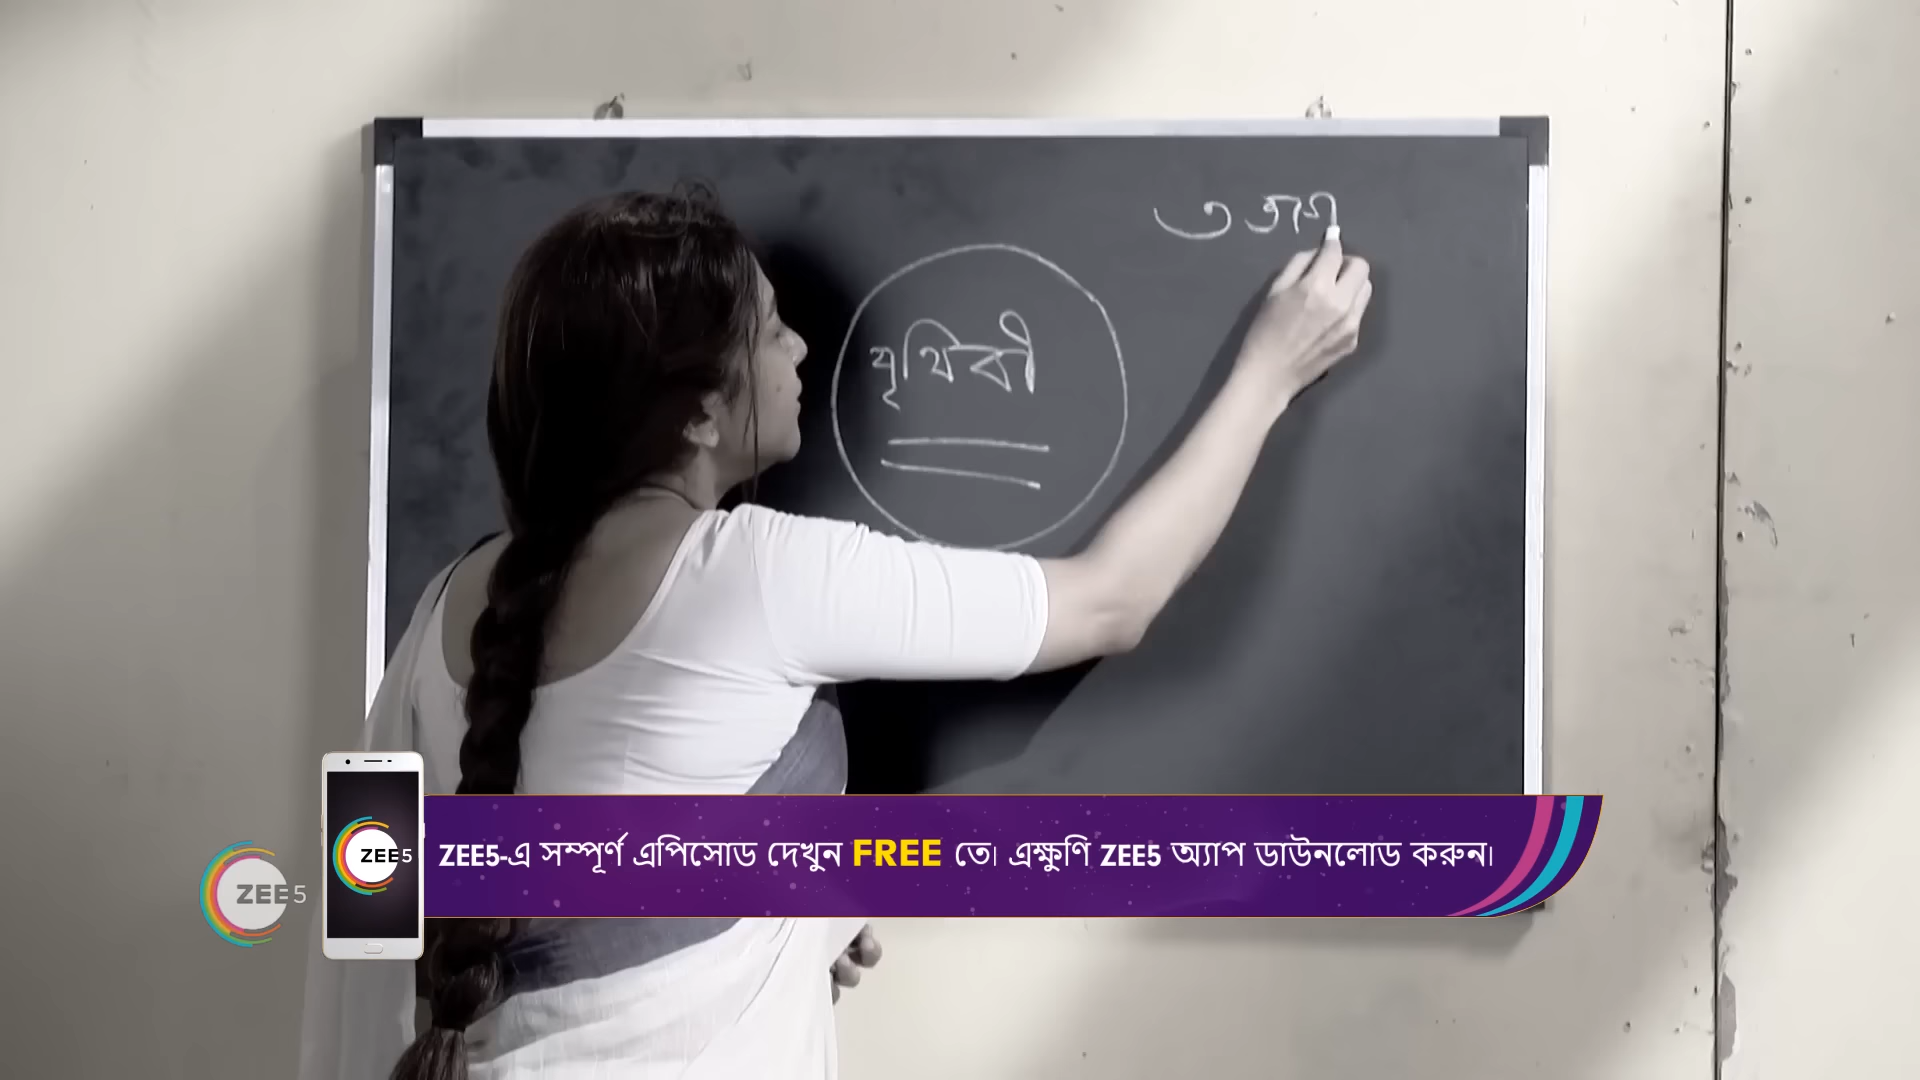 ৩ ভাগ
পৃথিবী
ZEE5-এ সম্পূর্ণ এপিসোড দেখুন FREE তে। এক্ষুণি ZEE5 অ্যাপ ডাউনলোড করুন।
ZEE5
ZEE5